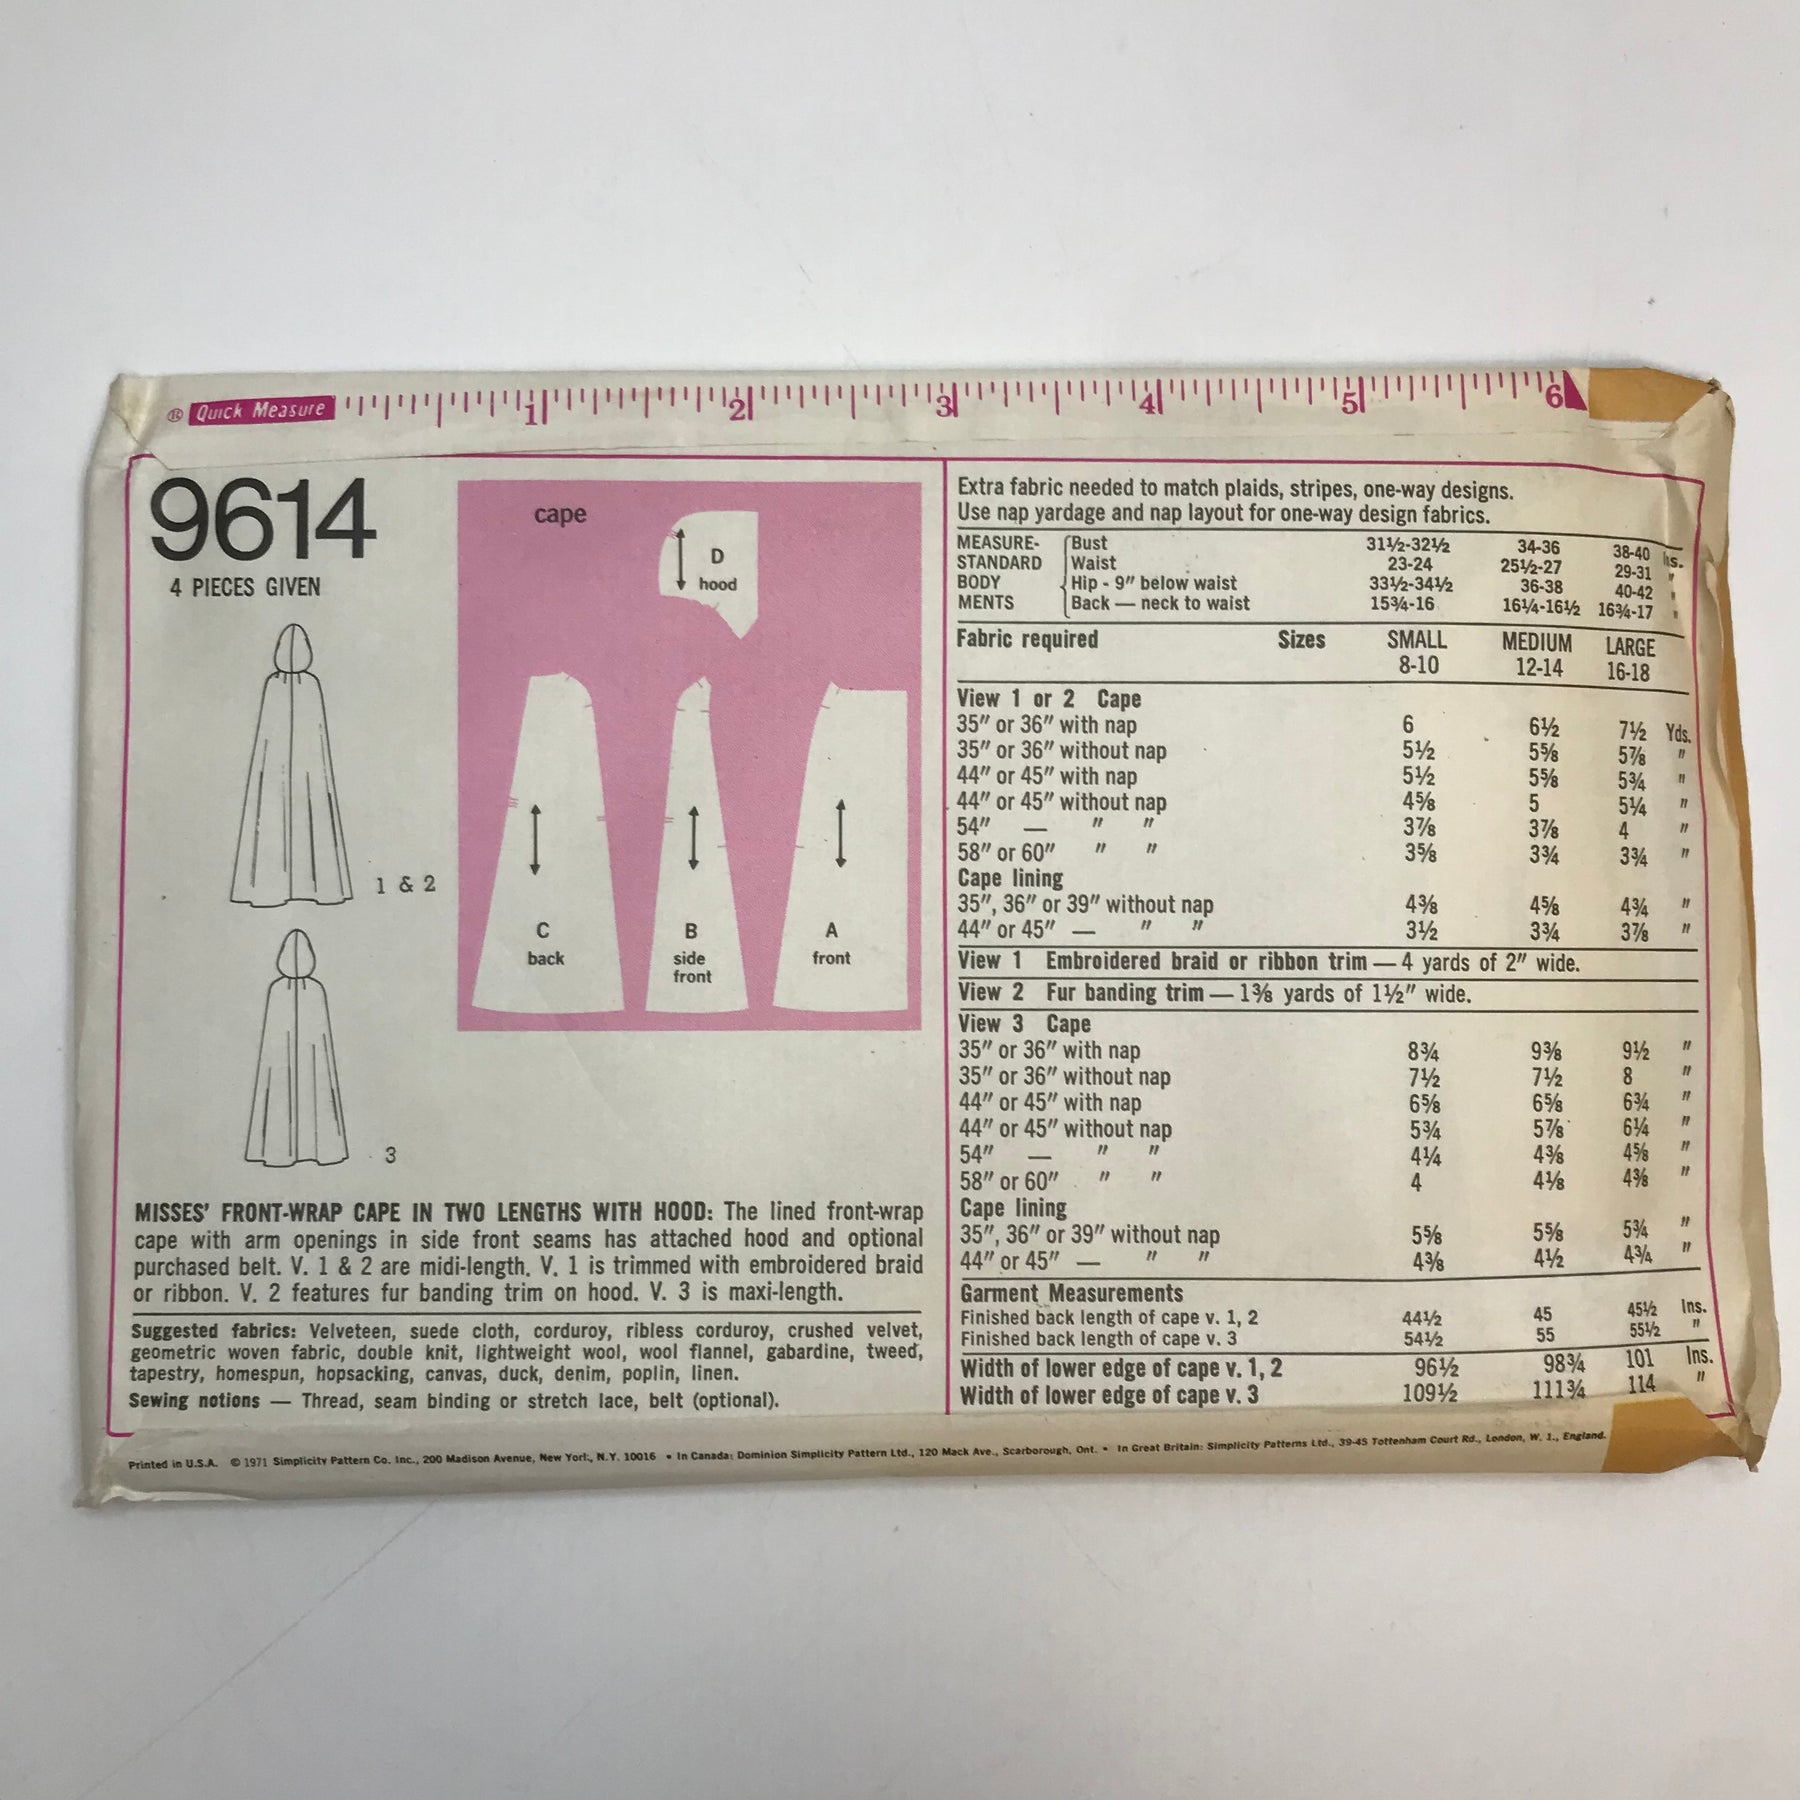 ® Quick Measure 1 2 3 4 5 6
9614
4 PIECES GIVEN
1 & 2
3
cape
D
hood
C
back
B
side
front
A
front
MISSES' FRONT-WRAP CAPE IN TWO LENGTHS WITH HOOD: The lined front-wrap
cape with arm openings in side front seams has attached hood and optional
purchased belt. V. 1 & 2 are midi-length. V. 1 is trimmed with embroidered braid
or ribbon. V. 2 features fur banding trim on hood. V. 3 is maxi-length.
Suggested fabrics: Velveteen, suede cloth, corduroy, ribless corduroy, crushed velvet,
geometric woven fabric, double knit, lightweight wool, wool flannel, gabardine, tweed,
tapestry, homespun, hopsacking, canvas, duck, denim, poplin, linen.
Sewing notions — Thread, seam binding or stretch lace, belt (optional).
Extra fabric needed to match plaids, stripes, one-way designs.
Use nap yardage and nap layout for one-way design fabrics.
MEASURE- Bust 31½-32½ 34-36 38-40 Ins.
STANDARD Waist 23-24 25½-27 29-31 "
BODY Hip - 9" below waist 33½-34½ 36-38 40-42 "
MENTS Back — neck to waist 15¾-16 16¼-16½ 16¾-17 "
Fabric required Sizes SMALL MEDIUM LARGE
8-10 12-14 16-18
View 1 or 2 Cape
35" or 36" with nap 6 6½ 7½ Yds.
35" or 36" without nap 5½ 5⅝ 5⅞ "
44" or 45" with nap 5½ 5⅝ 5¾ "
44" or 45" without nap 4⅝ 5 5¼ "
54" — " " 3⅞ 3⅞ 4 "
58" or 60" " " 3⅝ 3¾ 3¾ "
Cape lining
35", 36" or 39" without nap 4⅜ 4⅝ 4¾ "
44" or 45" — " " 3½ 3¾ 3⅞ "
View 1 Embroidered braid or ribbon trim — 4 yards of 2" wide.
View 2 Fur banding trim — 1⅜ yards of 1½" wide.
View 3 Cape
35" or 36" with nap 8¾ 9⅜ 9½ "
35" or 36" without nap 7½ 7½ 8 "
44" or 45" with nap 6⅝ 6⅝ 6¾ "
44" or 45" without nap 5¾ 5⅞ 6¼ "
54" — " " 4¼ 4⅜ 4⅝ "
58" or 60" " " 4 4⅛ 4⅜ "
Cape lining
35", 36" or 39" without nap 5⅝ 5⅝ 5¾ "
44" or 45" — " " 4⅜ 4½ 4¾ "
Garment Measurements
Finished back length of cape v. 1, 2 44½ 45 45½ Ins.
Finished back length of cape v. 3 54½ 55 55½ "
Width of lower edge of cape v. 1, 2 96½ 98¾ 101 Ins.
Width of lower edge of cape v. 3 109½ 111¾ 114 "
Printed in U.S.A. © 1971 Simplicity Pattern Co. Inc., 200 Madison Avenue, New York, N.Y. 10016 • In Canada: Dominion Simplicity Pattern Ltd., 120 Mack Ave., Scarborough, Ont. • In Great Britain: Simplicity Patterns Ltd., 39-45 Tottenham Court Rd., London, W. 1., England.